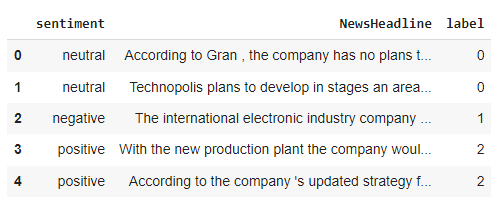 sentiment NewsHeadline label
0 neutral According to Gran , the company has no plans t... 0
1 neutral Technopolis plans to develop in stages an area... 0
2 negative The international electronic industry company ... 1
3 positive With the new production plant the company woul... 2
4 positive According to the company 's updated strategy f... 2